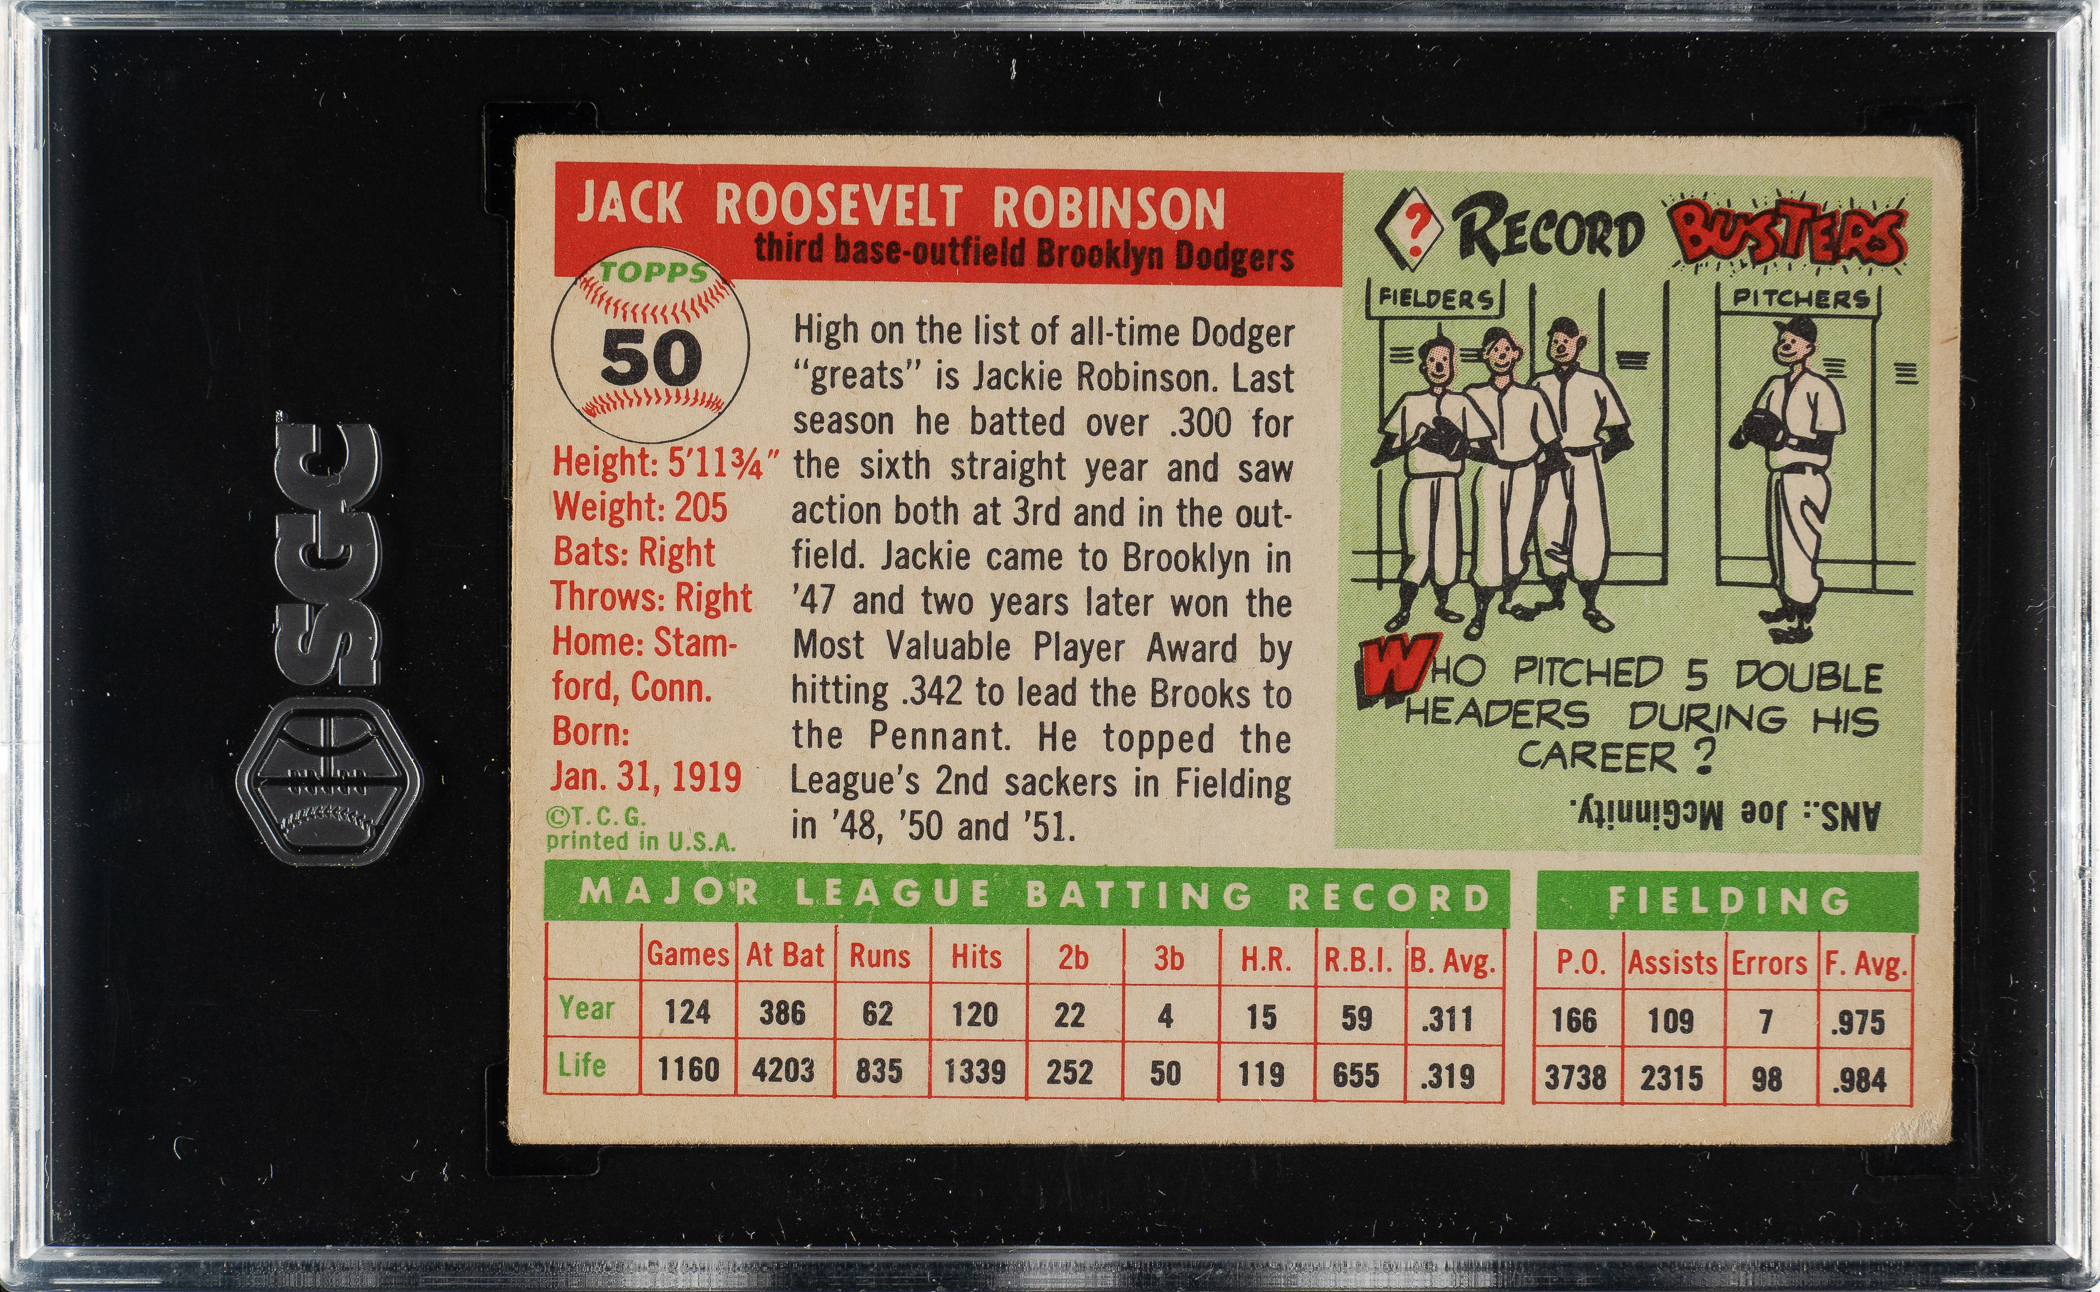 SGC
JACK ROOSEVELT ROBINSON
third base-outfield Brooklyn Dodgers
TOPPS
50
Height: 5'11¾"
Weight: 205
Bats: Right
Throws: Right
Home: Stam-
ford, Conn.
Born:
Jan. 31, 1919
©T. C. G.
printed in U.S.A.
High on the list of all-time Dodger
“greats” is Jackie Robinson. Last
season he batted over .300 for
the sixth straight year and saw
action both at 3rd and in the out-
field. Jackie came to Brooklyn in
'47 and two years later won the
Most Valuable Player Award by
hitting .342 to lead the Brooks to
the Pennant. He topped the
League's 2nd sackers in Fielding
in '48, '50 and '51.
? RECORD BUSTERS
FIELDERS PITCHERS
WHO PITCHED 5 DOUBLE
HEADERS DURING HIS
CAREER?
ANS.: Joe McGinnity.
MAJOR LEAGUE BATTING RECORD
Games At Bat Runs Hits 2b 3b H.R. R.B.I. B. Avg.
Year 124 386 62 120 22 4 15 59 .311
Life 1160 4203 835 1339 252 50 119 655 .319
FIELDING
P.O. Assists Errors F. Avg.
166 109 7 .975
3738 2315 98 .984